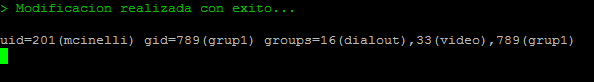 > Modificacion realizada con exito...
uid=201(mcinelli) gid=789(grup1) groups=16(dialout),33(video),789(grup1)